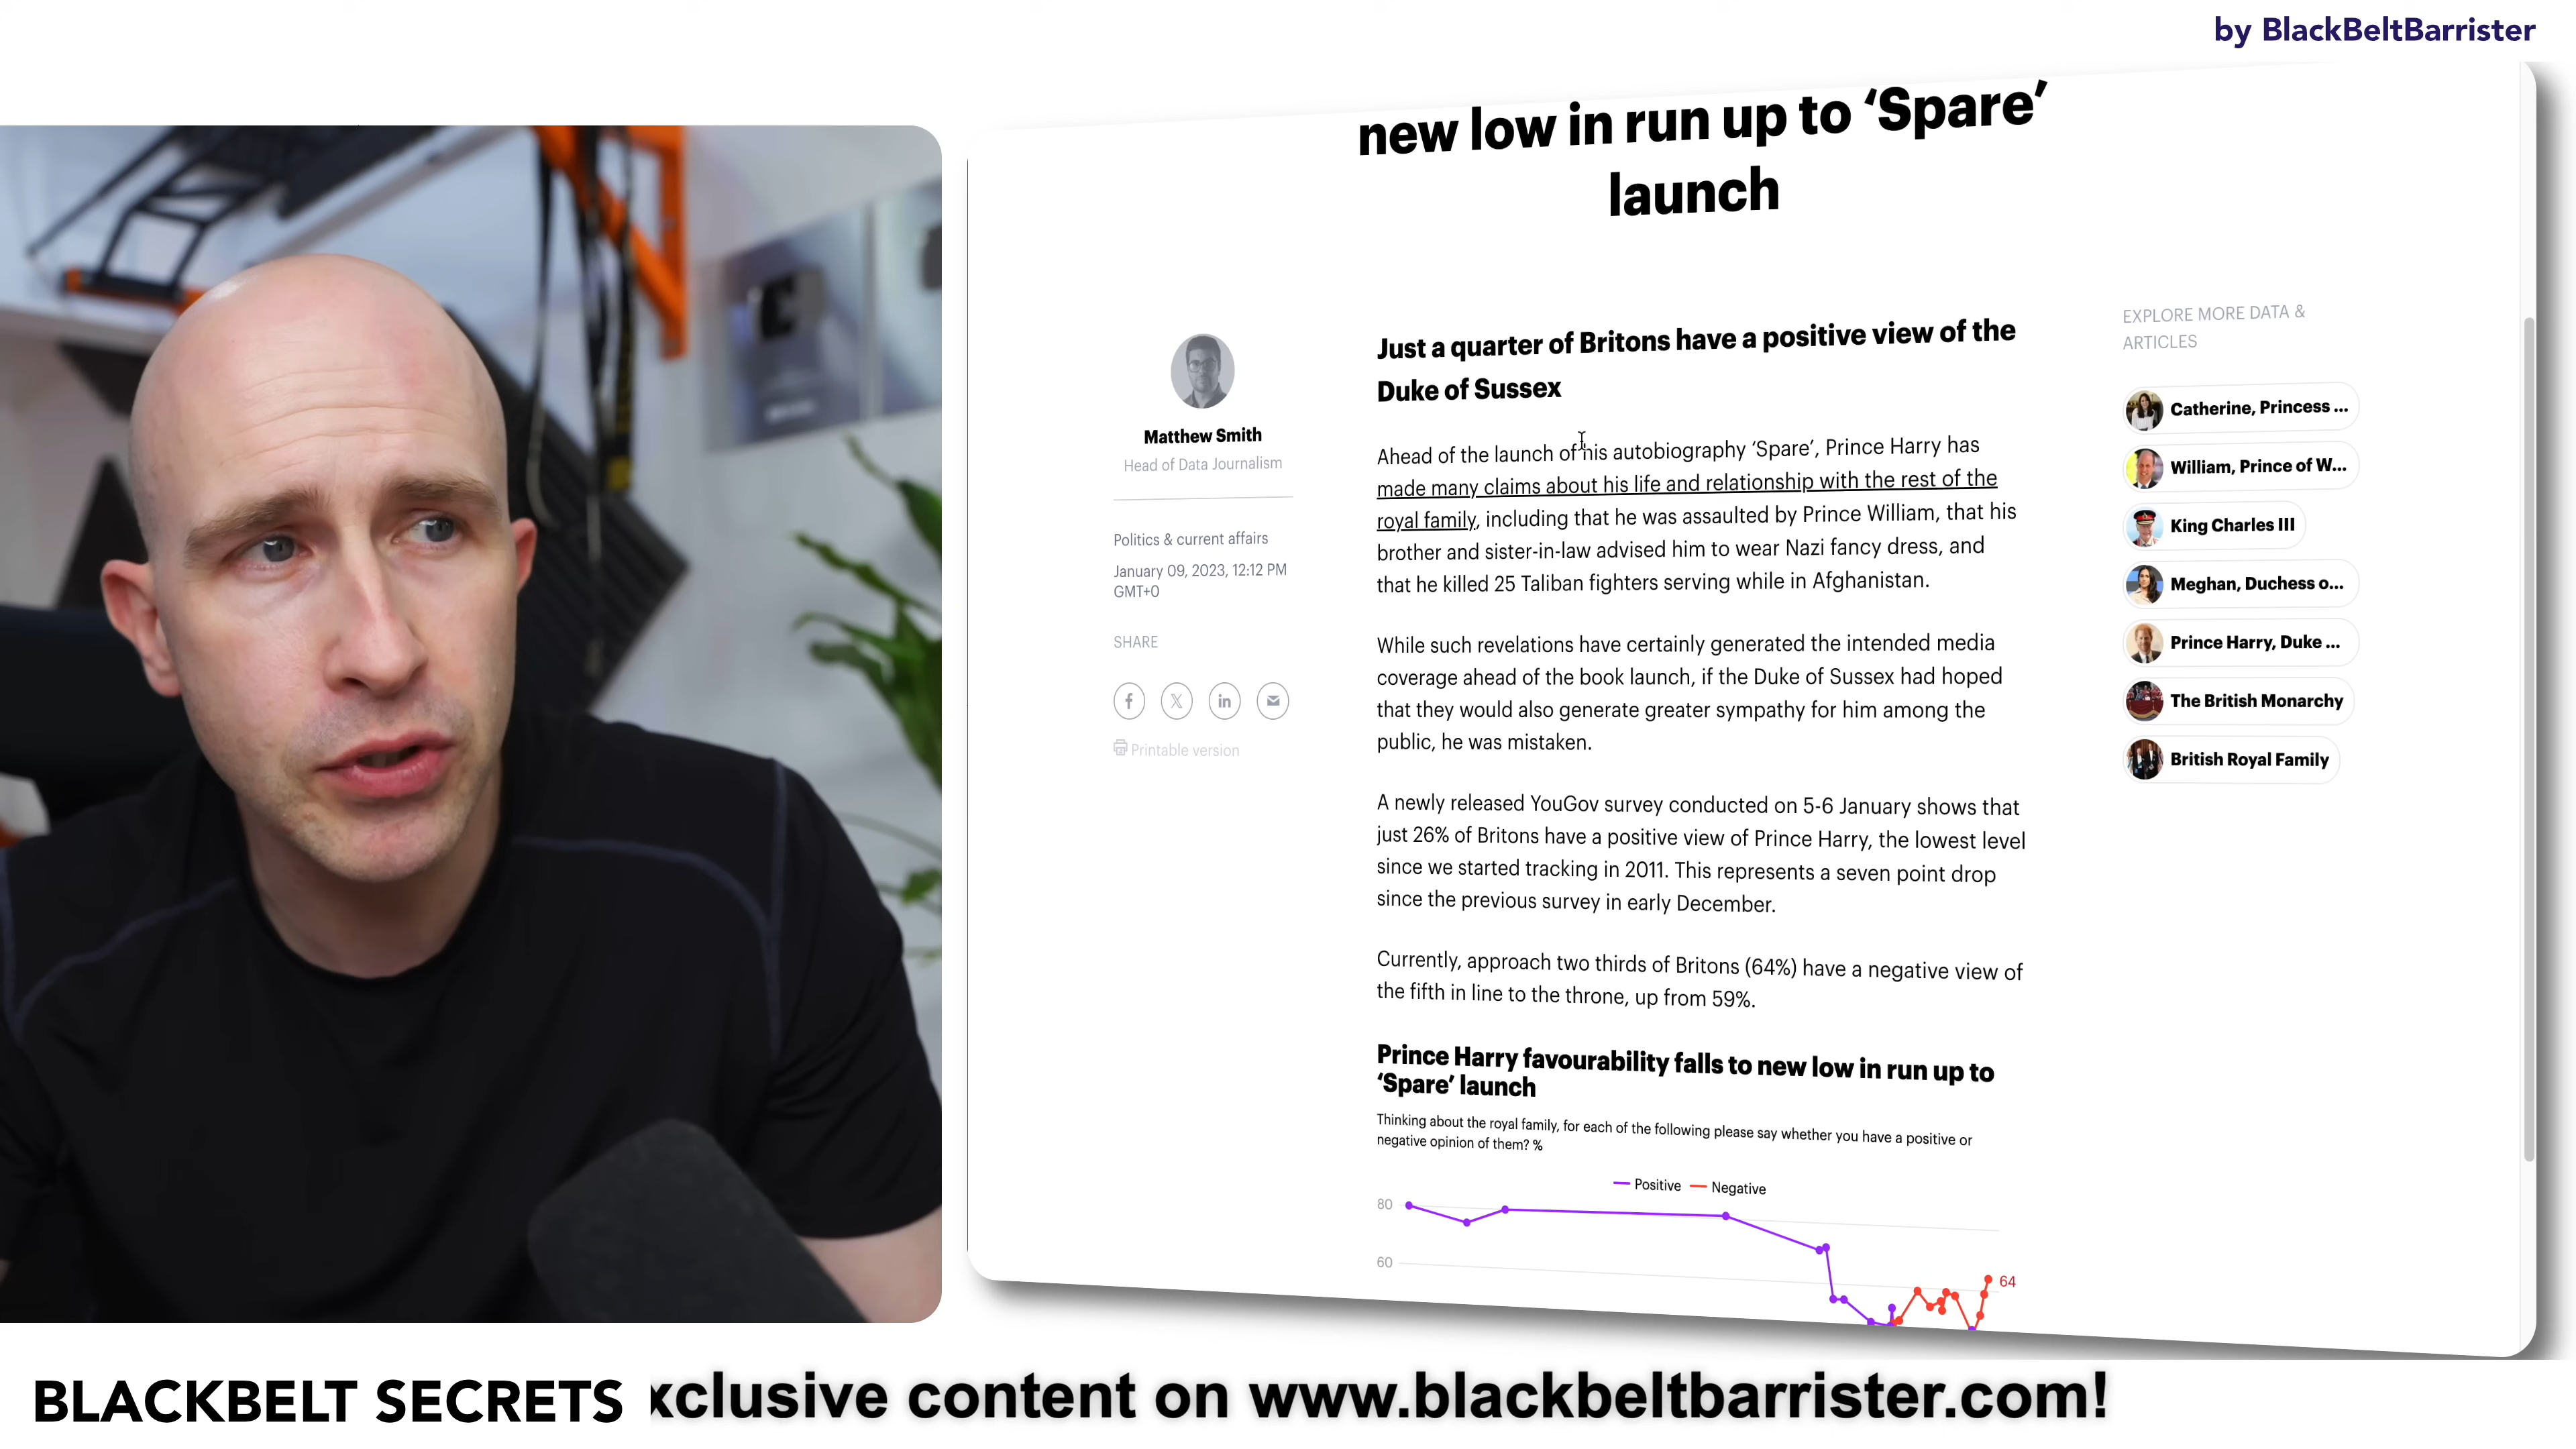 by BlackBeltBarrister
new low in run up to ‘Spare’
launch
Matthew Smith
Head of Data Journalism
Politics & current affairs
January 09, 2023, 12:12 PM
GMT+0
SHARE
Printable version
Just a quarter of Britons have a positive view of the
Duke of Sussex
Ahead of the launch of his autobiography ‘Spare’, Prince Harry has
made many claims about his life and relationship with the rest of the
royal family, including that he was assaulted by Prince William, that his
brother and sister-in-law advised him to wear Nazi fancy dress, and
that he killed 25 Taliban fighters serving while in Afghanistan.
While such revelations have certainly generated the intended media
coverage ahead of the book launch, if the Duke of Sussex had hoped
that they would also generate greater sympathy for him among the
public, he was mistaken.
A newly released YouGov survey conducted on 5-6 January shows that
just 26% of Britons have a positive view of Prince Harry, the lowest level
since we started tracking in 2011. This represents a seven point drop
since the previous survey in early December.
Currently, approach two thirds of Britons (64%) have a negative view of
the fifth in line to the throne, up from 59%.
Prince Harry favourability falls to new low in run up to
‘Spare’ launch
Thinking about the royal family, for each of the following please say whether you have a positive or
negative opinion of them? %
Positive Negative
80
60
64
EXPLORE MORE DATA &
ARTICLES
Catherine, Princess ...
William, Prince of W...
King Charles III
Meghan, Duchess o...
Prince Harry, Duke ...
The British Monarchy
British Royal Family
BLACKBELT SECRETS xclusive content on www.blackbeltbarrister.com!